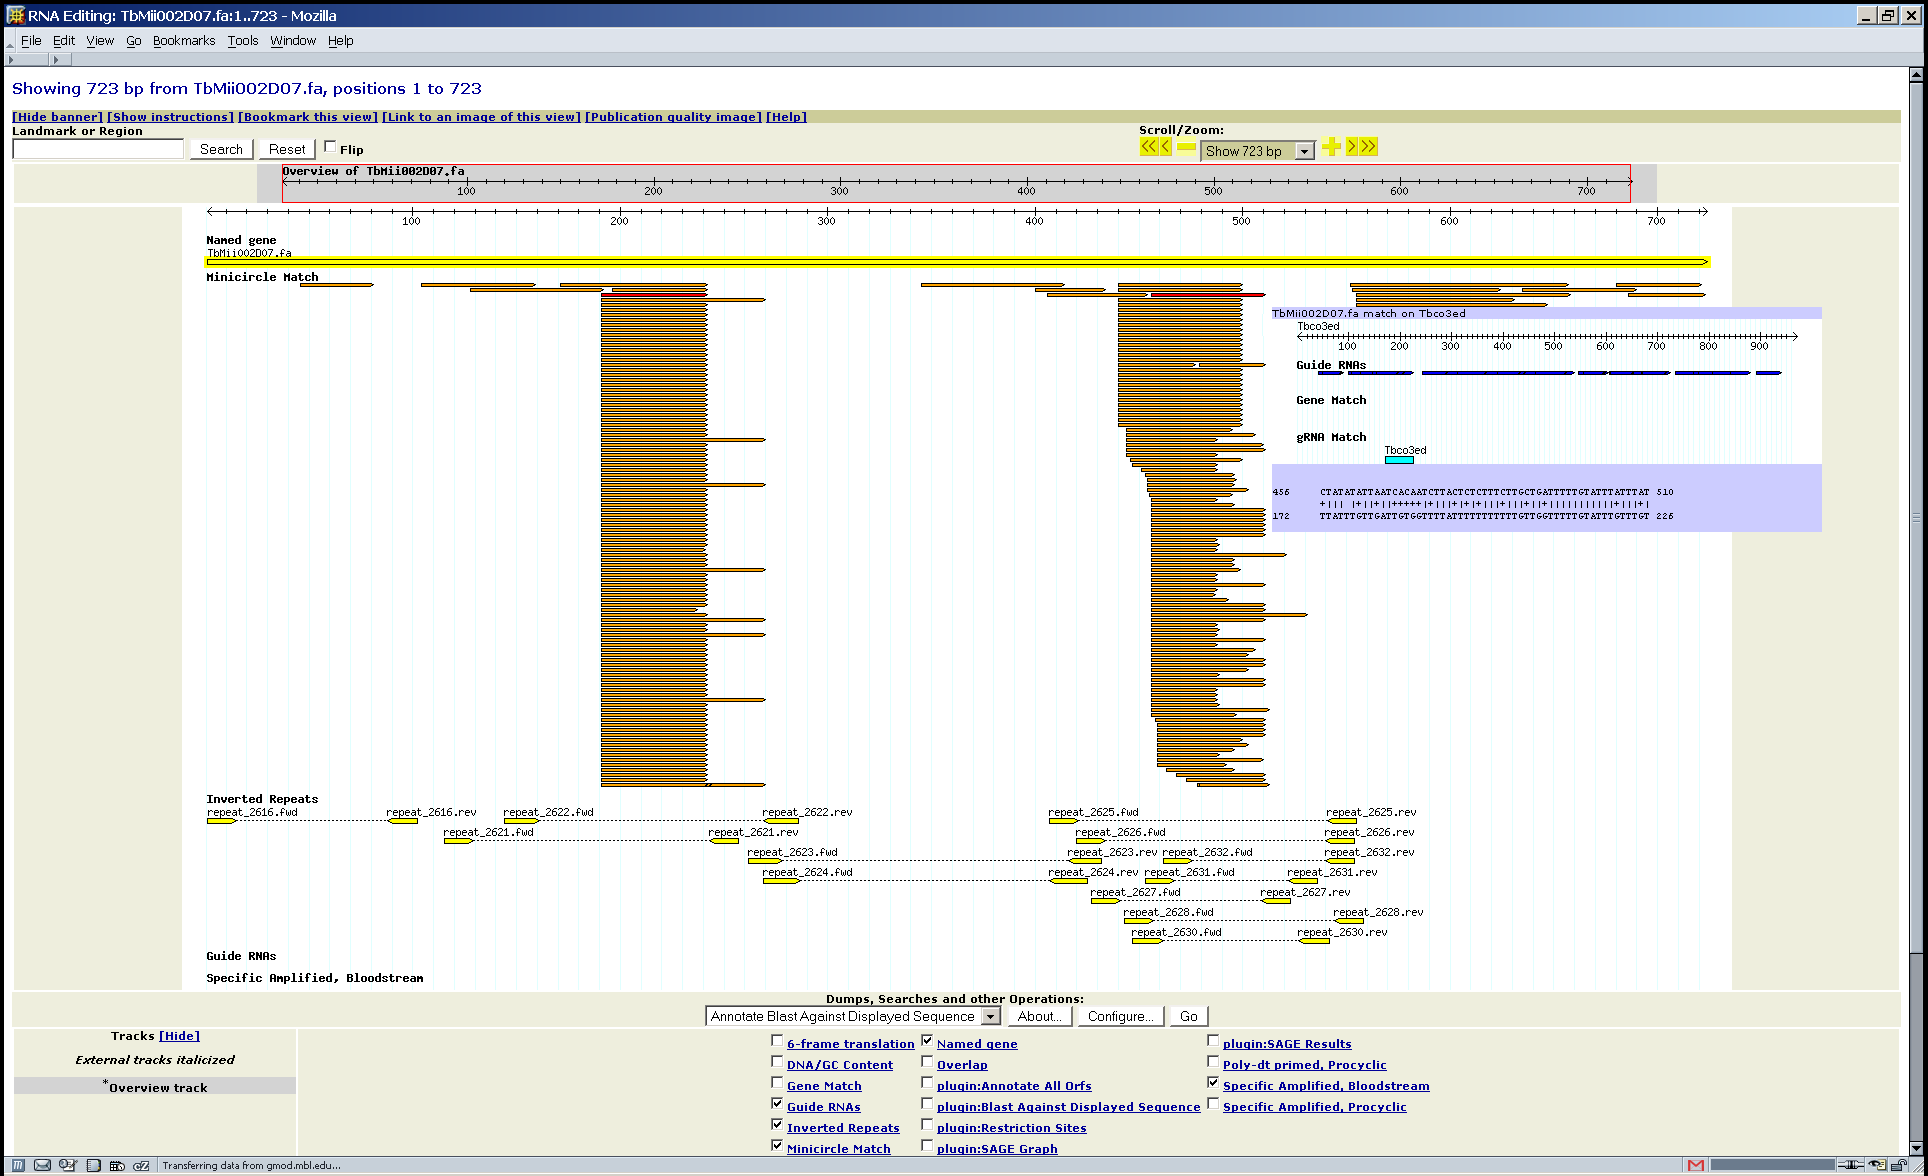 RNA Editing: TbMii002D07.fa:1..723 - Mozilla
File Edit View Go Bookmarks Tools Window Help
Showing 723 bp from TbMii002D07.fa, positions 1 to 723
[Hide banner] [Show instructions] [Bookmark this view] [Link to an image of this view] [Publication quality image] [Help]
Landmark or Region
Search Reset Flip
Scroll/Zoom:
<< < Show 723 bp > >>
Overview of TbMii002D07.fa
100 200 300 400 500 600 700
100 200 300 400 500 600 700
Named gene
TbMii002D07.fa
Minicircle Match
TbMii002D07.fa match on Tbco3ed
Tbco3ed
100 200 300 400 500 600 700 800 900
Guide RNAs
Gene Match
gRNA Match
Tbco3ed
456 CTATATATTAATCACAATCTTACTCTCTTTCTTGCTGATTTTTGTATTTATTTAT 510
+||| |+||+||+++++|+|||+||+|+|||+|+|||+|||||||||||+|||+|
172 TTATTTGTTGATTGTGGTTTTATTTTTTTTTTTGTTGGTTTTTGTATTTGTTTGT 226
Inverted Repeats
repeat_2616.fwd repeat_2616.rev repeat_2622.fwd repeat_2622.rev repeat_2625.fwd repeat_2625.rev
repeat_2621.fwd repeat_2621.rev repeat_2626.fwd repeat_2626.rev
repeat_2623.fwd repeat_2623.rev repeat_2632.fwd repeat_2632.rev
repeat_2624.fwd repeat_2624.rev repeat_2631.fwd repeat_2631.rev
repeat_2627.fwd repeat_2627.rev
repeat_2628.fwd repeat_2628.rev
repeat_2630.fwd repeat_2630.rev
Guide RNAs
Specific Amplified, Bloodstream
Dumps, Searches and other Operations:
Annotate Blast Against Displayed Sequence About... Configure... Go
Tracks [Hide]
External tracks italicized
*Overview track
6-frame translation Named gene plugin:SAGE Results
DNA/GC Content Overlap Poly-dt primed, Procyclic
Gene Match plugin:Annotate All Orfs Specific Amplified, Bloodstream
Guide RNAs plugin:Blast Against Displayed Sequence Specific Amplified, Procyclic
Inverted Repeats plugin:Restriction Sites
Minicircle Match plugin:SAGE Graph
Transferring data from gmod.mbl.edu...